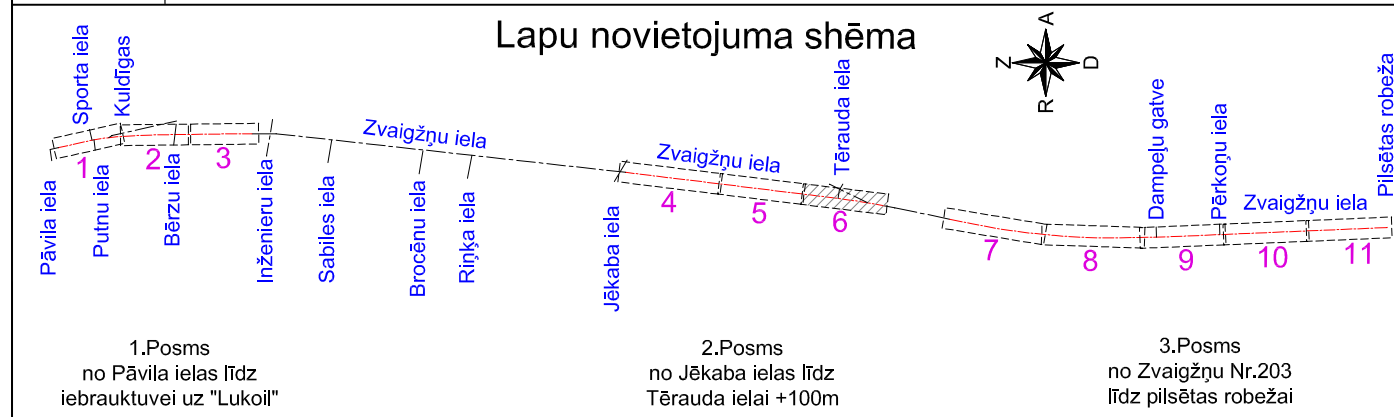 Lapu novietojuma shēma
A
Z
D
R
Sporta iela
Kuldīgas
Zvaigžņu iela
Zvaigžņu iela
Tērauda iela
Dampeļu gatve
Pērkoņu iela
Zvaigžņu iela
Pilsētas robeža
1
2
3
4
5
6
7
8
9
10
11
Pāvila iela
Putnu iela
Bērzu iela
Inženieru iela
Sabiles iela
Brocēnu iela
Riņķa iela
Jēkaba iela
1.Posms
no Pāvila ielas līdz
iebrauktuvei uz "Lukoil"
2.Posms
no Jēkaba ielas līdz
Tērauda ielai +100m
3.Posms
no Zvaigžņu Nr.203
līdz pilsētas robežai